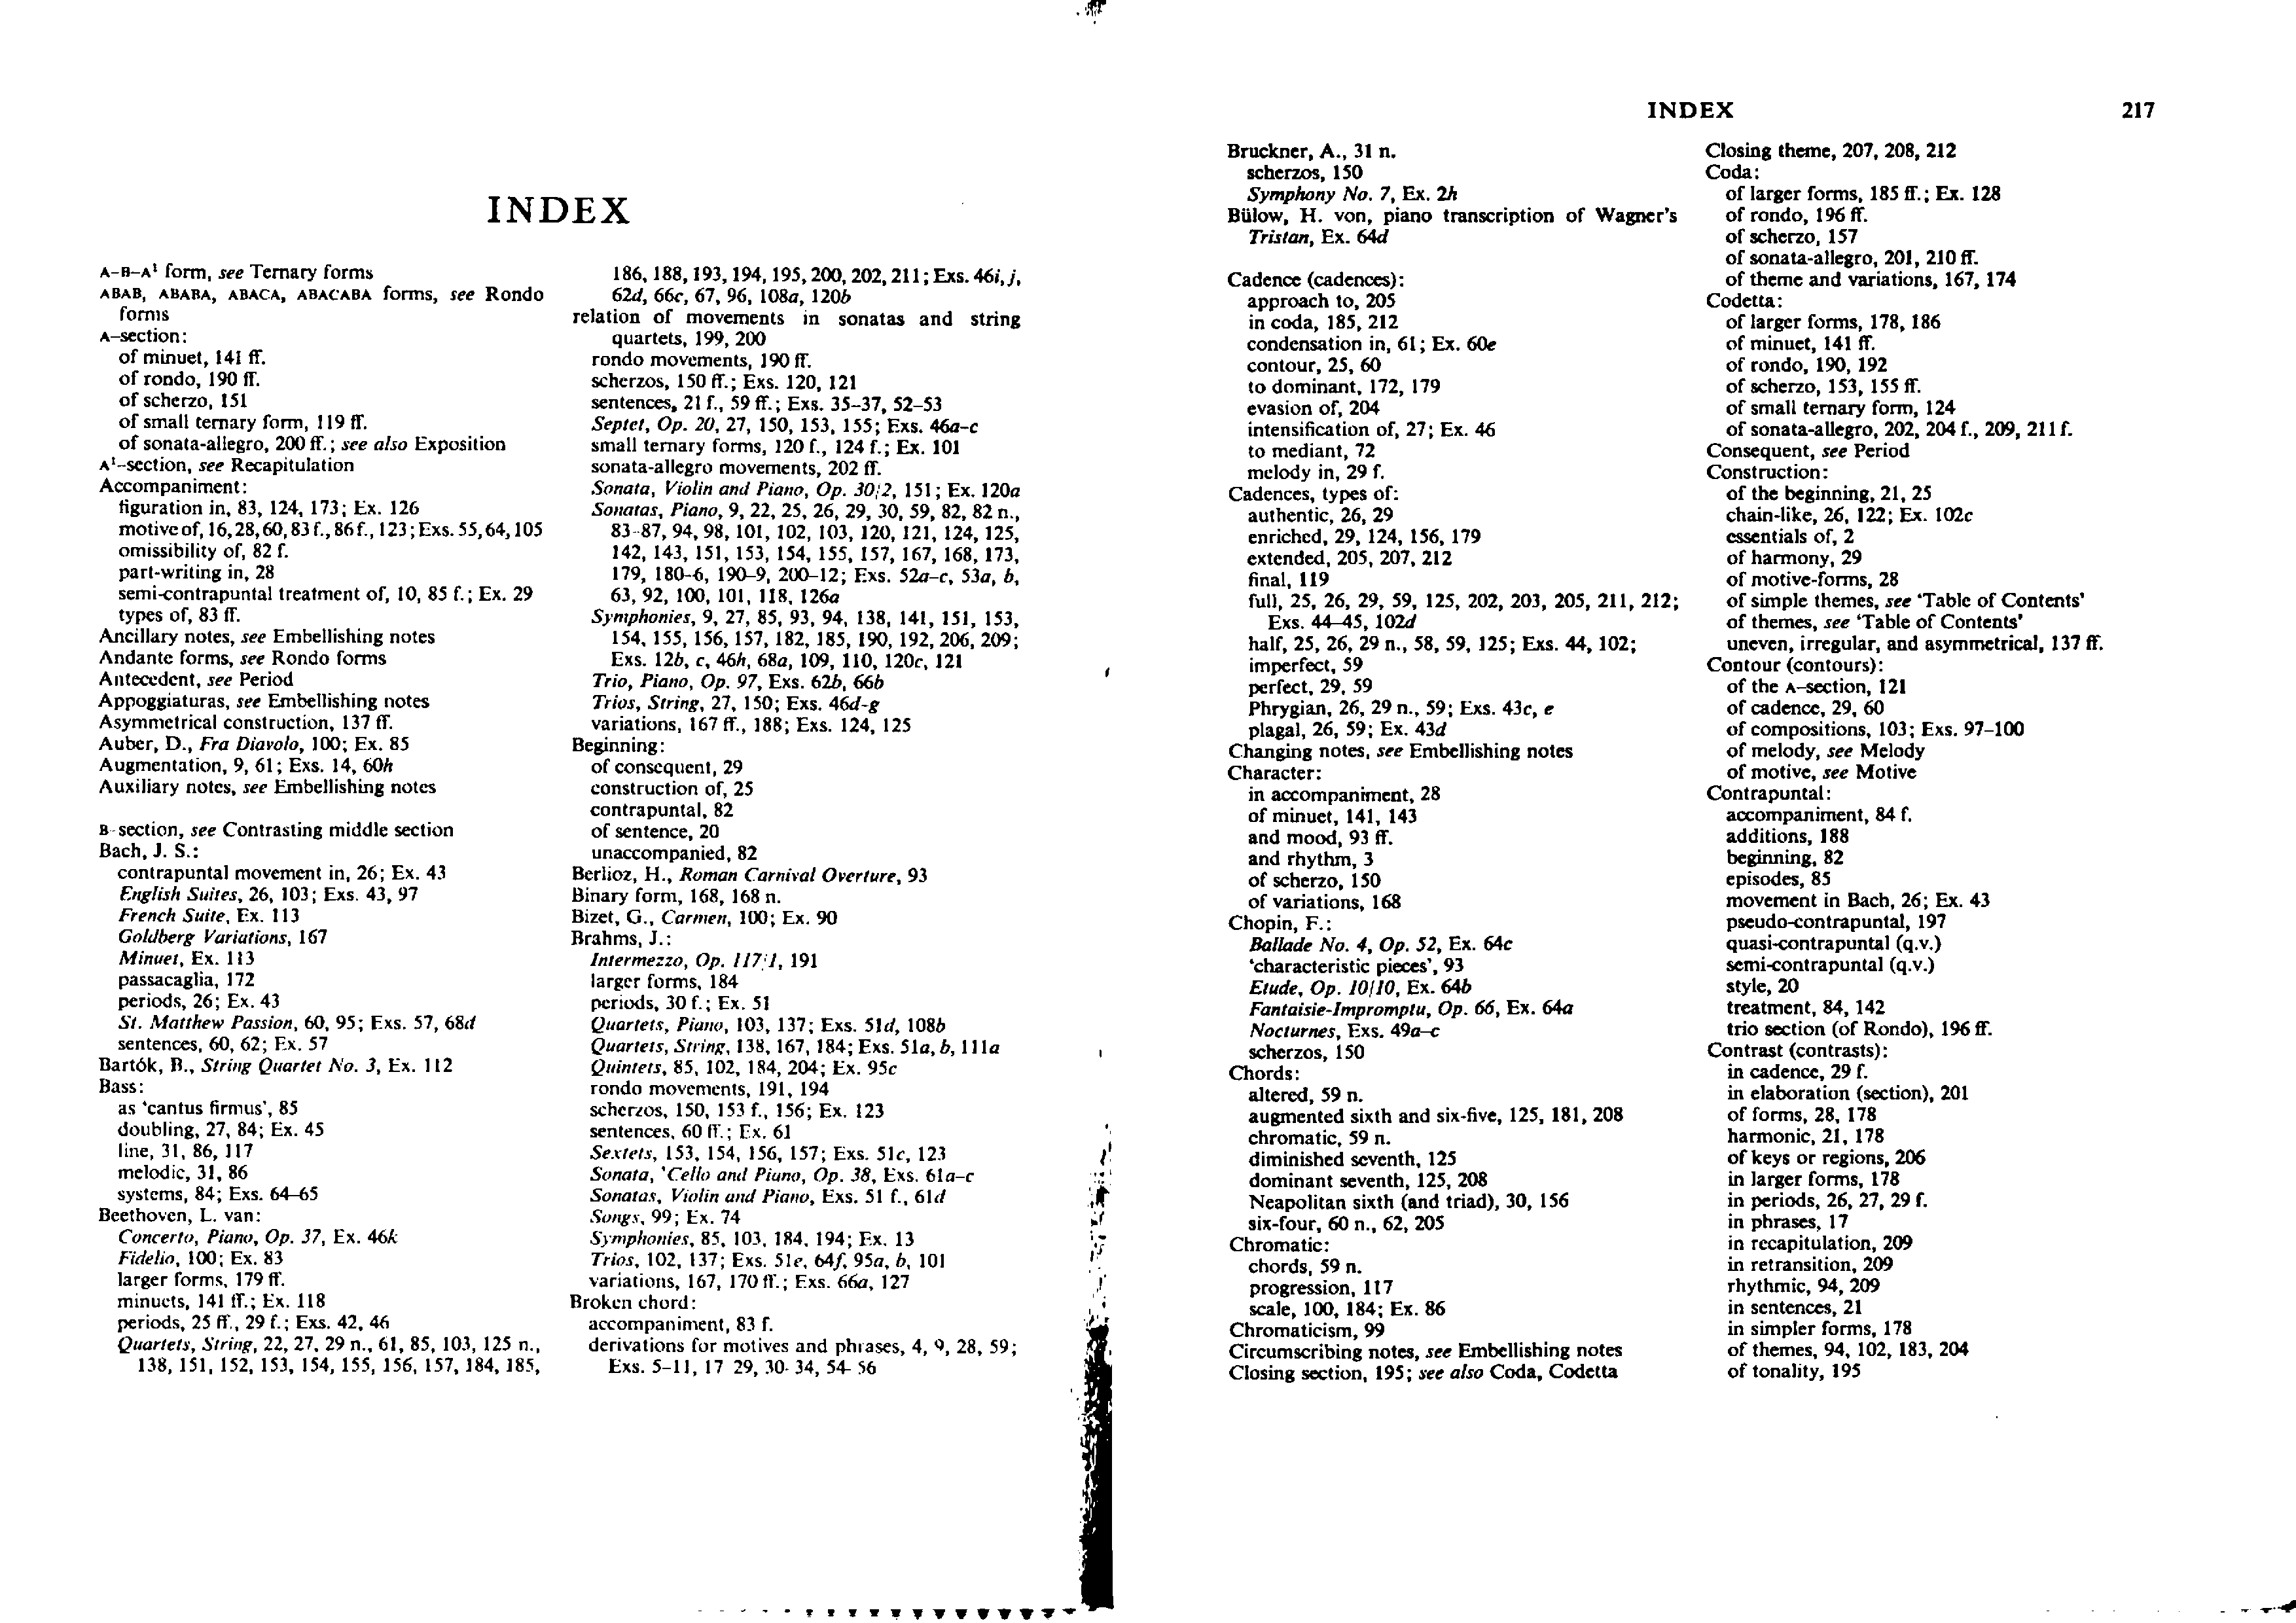 INDEX
A–B–A¹ form, see Ternary forms
ABAB, ABABA, ABACA, ABACABA forms, see Rondo
forms
A–section:
of minuet, 141 ff.
of rondo, 190 ff.
of scherzo, 151
of small ternary form, 119 ff.
of sonata-allegro, 200 ff.; see also Exposition
A¹–section, see Recapitulation
Accompaniment:
figuration in, 83, 124, 173; Ex. 126
motive of, 16, 28, 60, 83 f., 86 f., 123; Exs. 55, 64, 105
omissibility of, 82 f.
part-writing in, 28
semi-contrapuntal treatment of, 10, 85 f.; Ex. 29
types of, 83 ff.
Ancillary notes, see Embellishing notes
Andante forms, see Rondo forms
Antecedent, see Period
Appoggiaturas, see Embellishing notes
Asymmetrical construction, 137 ff.
Auber, D., Fra Diavolo, 100; Ex. 85
Augmentation, 9, 61; Exs. 14, 60h
Auxiliary notes, see Embellishing notes
B-section, see Contrasting middle section
Bach, J. S.:
contrapuntal movement in, 26; Ex. 43
English Suites, 26, 103; Exs. 43, 97
French Suite, Ex. 113
Goldberg Variations, 167
Minuet, Ex. 113
passacaglia, 172
periods, 26; Ex. 43
St. Matthew Passion, 60, 95; Exs. 57, 68d
sentences, 60, 62; Ex. 57
Bartók, B., String Quartet No. 3, Ex. 112
Bass:
as 'cantus firmus', 85
doubling, 27, 84; Ex. 45
line, 31, 86, 117
melodic, 31, 86
systems, 84; Exs. 64–65
Beethoven, L. van:
Concerto, Piano, Op. 37, Ex. 46k
Fidelio, 100; Ex. 83
larger forms, 179 ff.
minuets, 141 ff.; Ex. 118
periods, 25 ff., 29 f.; Exs. 42, 46
Quartets, String, 22, 27, 29 n., 61, 85, 103, 125 n.,
138, 151, 152, 153, 154, 155, 156, 157, 184, 185,
186, 188, 193, 194, 195, 200, 202, 211; Exs. 46i, j,
62d, 66c, 67, 96, 108a, 120b
relation of movements in sonatas and string
quartets, 199, 200
rondo movements, 190 ff.
scherzos, 150 ff.; Exs. 120, 121
sentences, 21 f., 59 ff.; Exs. 35–37, 52–53
Septet, Op. 20, 27, 150, 153, 155; Exs. 46a–c
small ternary forms, 120 f., 124 f.; Ex. 101
sonata-allegro movements, 202 ff.
Sonata, Violin and Piano, Op. 30/2, 151; Ex. 120a
Sonatas, Piano, 9, 22, 25, 26, 29, 30, 59, 82, 82 n.,
83–87, 94, 98, 101, 102, 103, 120, 121, 124, 125,
142, 143, 151, 153, 154, 155, 157, 167, 168, 173,
179, 180–6, 190–9, 200–12; Exs. 52a–c, 53a, b,
63, 92, 100, 101, 118, 126a
Symphonies, 9, 27, 85, 93, 94, 138, 141, 151, 153,
154, 155, 156, 157, 182, 185, 190, 192, 206, 209;
Exs. 12b, c, 46h, 68a, 109, 110, 120c, 121
Trio, Piano, Op. 97, Exs. 62b, 66b
Trios, String, 27, 150; Exs. 46d-g
variations, 167 ff., 188; Exs. 124, 125
Beginning:
of consequent, 29
construction of, 25
contrapuntal, 82
of sentence, 20
unaccompanied, 82
Berlioz, H., Roman Carnival Overture, 93
Binary form, 168, 168 n.
Bizet, G., Carmen, 100; Ex. 90
Brahms, J.:
Intermezzo, Op. 117/1, 191
larger forms, 184
periods, 30 f.; Ex. 51
Quartets, Piano, 103, 137; Exs. 51d, 108b
Quartets, String, 138, 167, 184; Exs. 51a, b, 111a
Quintets, 85, 102, 184, 204; Ex. 95c
rondo movements, 191, 194
scherzos, 150, 153 f., 156; Ex. 123
sentences, 60 ff.; Ex. 61
Sextets, 153, 154, 156, 157; Exs. 51c, 123
Sonata, 'Cello and Piano, Op. 38, Exs. 61a–c
Sonatas, Violin and Piano, Exs. 51 f., 61d
Songs, 99; Ex. 74
Symphonies, 85, 103, 184, 194; Ex. 13
Trios, 102, 137; Exs. 51e, 64f, 95a, b, 101
variations, 167, 170 ff.; Exs. 66a, 127
Broken chord:
accompaniment, 83 f.
derivations for motives and phrases, 4, 9, 28, 59;
Exs. 5–11, 17–29, 30–34, 54–56
INDEX 217
Bruckner, A., 31 n.
scherzos, 150
Symphony No. 7, Ex. 2h
Bülow, H. von, piano transcription of Wagner's
Tristan, Ex. 64d
Cadence (cadences):
approach to, 205
in coda, 185, 212
condensation in, 61; Ex. 60e
contour, 25, 60
to dominant, 172, 179
evasion of, 204
intensification of, 27; Ex. 46
to mediant, 72
melody in, 29 f.
Cadences, types of:
authentic, 26, 29
enriched, 29, 124, 156, 179
extended, 205, 207, 212
final, 119
full, 25, 26, 29, 59, 125, 202, 203, 205, 211, 212;
Exs. 44–45, 102d
half, 25, 26, 29 n., 58, 59, 125; Exs. 44, 102;
imperfect, 59
perfect, 29, 59
Phrygian, 26, 29 n., 59; Exs. 43c, e
plagal, 26, 59; Ex. 43d
Changing notes, see Embellishing notes
Character:
in accompaniment, 28
of minuet, 141, 143
and mood, 93 ff.
and rhythm, 3
of scherzo, 150
of variations, 168
Chopin, F.:
Ballade No. 4, Op. 52, Ex. 64c
'characteristic pieces', 93
Etude, Op. 10/10, Ex. 64b
Fantaisie-Impromptu, Op. 66, Ex. 64a
Nocturnes, Exs. 49a–c
scherzos, 150
Chords:
altered, 59 n.
augmented sixth and six-five, 125, 181, 208
chromatic, 59 n.
diminished seventh, 125
dominant seventh, 125, 208
Neapolitan sixth (and triad), 30, 156
six-four, 60 n., 62, 205
Chromatic:
chords, 59 n.
progression, 117
scale, 100, 184; Ex. 86
Chromaticism, 99
Circumscribing notes, see Embellishing notes
Closing section, 195; see also Coda, Codetta
Closing theme, 207, 208, 212
Coda:
of larger forms, 185 ff.; Ex. 128
of rondo, 196 ff.
of scherzo, 157
of sonata-allegro, 201, 210 ff.
of theme and variations, 167, 174
Codetta:
of larger forms, 178, 186
of minuet, 141 ff.
of rondo, 190, 192
of scherzo, 153, 155 ff.
of small ternary form, 124
of sonata-allegro, 202, 204 f., 209, 211 f.
Consequent, see Period
Construction:
of the beginning, 21, 25
chain-like, 26, 122; Ex. 102c
essentials of, 2
of harmony, 29
of motive-forms, 28
of simple themes, see 'Table of Contents'
of themes, see 'Table of Contents'
uneven, irregular, and asymmetrical, 137 ff.
Contour (contours):
of the A–section, 121
of cadence, 29, 60
of compositions, 103; Exs. 97–100
of melody, see Melody
of motive, see Motive
Contrapuntal:
accompaniment, 84 f.
additions, 188
beginning, 82
episodes, 85
movement in Bach, 26; Ex. 43
pseudo-contrapuntal, 197
quasi-contrapuntal (q.v.)
semi-contrapuntal (q.v.)
style, 20
treatment, 84, 142
trio section (of Rondo), 196 ff.
Contrast (contrasts):
in cadence, 29 f.
in elaboration (section), 201
of forms, 28, 178
harmonic, 21, 178
of keys or regions, 206
in larger forms, 178
in periods, 26, 27, 29 f.
in phrases, 17
in recapitulation, 209
in retransition, 209
rhythmic, 94, 209
in sentences, 21
in simpler forms, 178
of themes, 94, 102, 183, 204
of tonality, 195